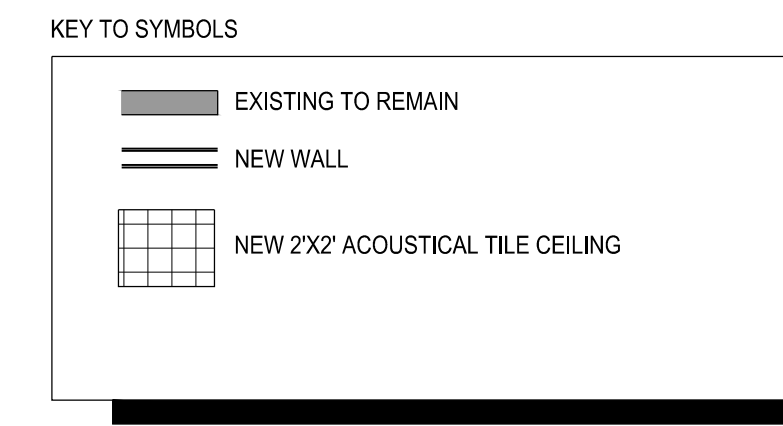 KEY TO SYMBOLS
EXISTING TO REMAIN
NEW WALL
NEW 2'X2' ACOUSTICAL TILE CEILING